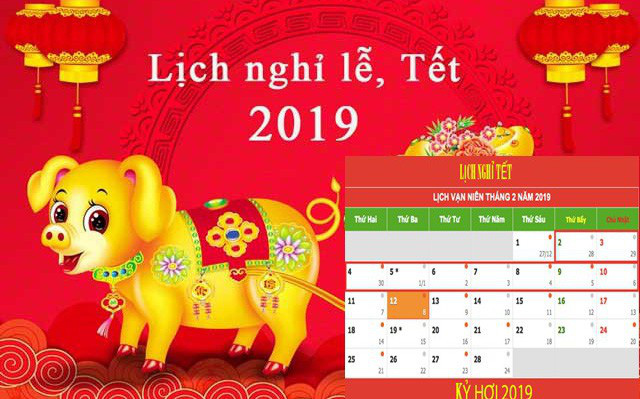 Lịch nghỉ lễ, Tết
2019
LỊCH NGHỈ TẾT
LỊCH VẠN NIÊN THÁNG 2 NĂM 2019
Thứ Hai Thứ Ba Thứ Tư Thứ Năm Thứ Sáu Thứ Bảy Chủ Nhật
1 2 3
27/12 28 29
4 5 * 6 7 8 9 10
30 1/1 2 3 4 5 6
11 12 13 14 15 16 17
7 8 9 10 11 12 13
18 19 * 20 21 22 23 24
14 15 16 17 18 19 20
25 26 27 28
21 22 23 24
KỶ HỢI 2019